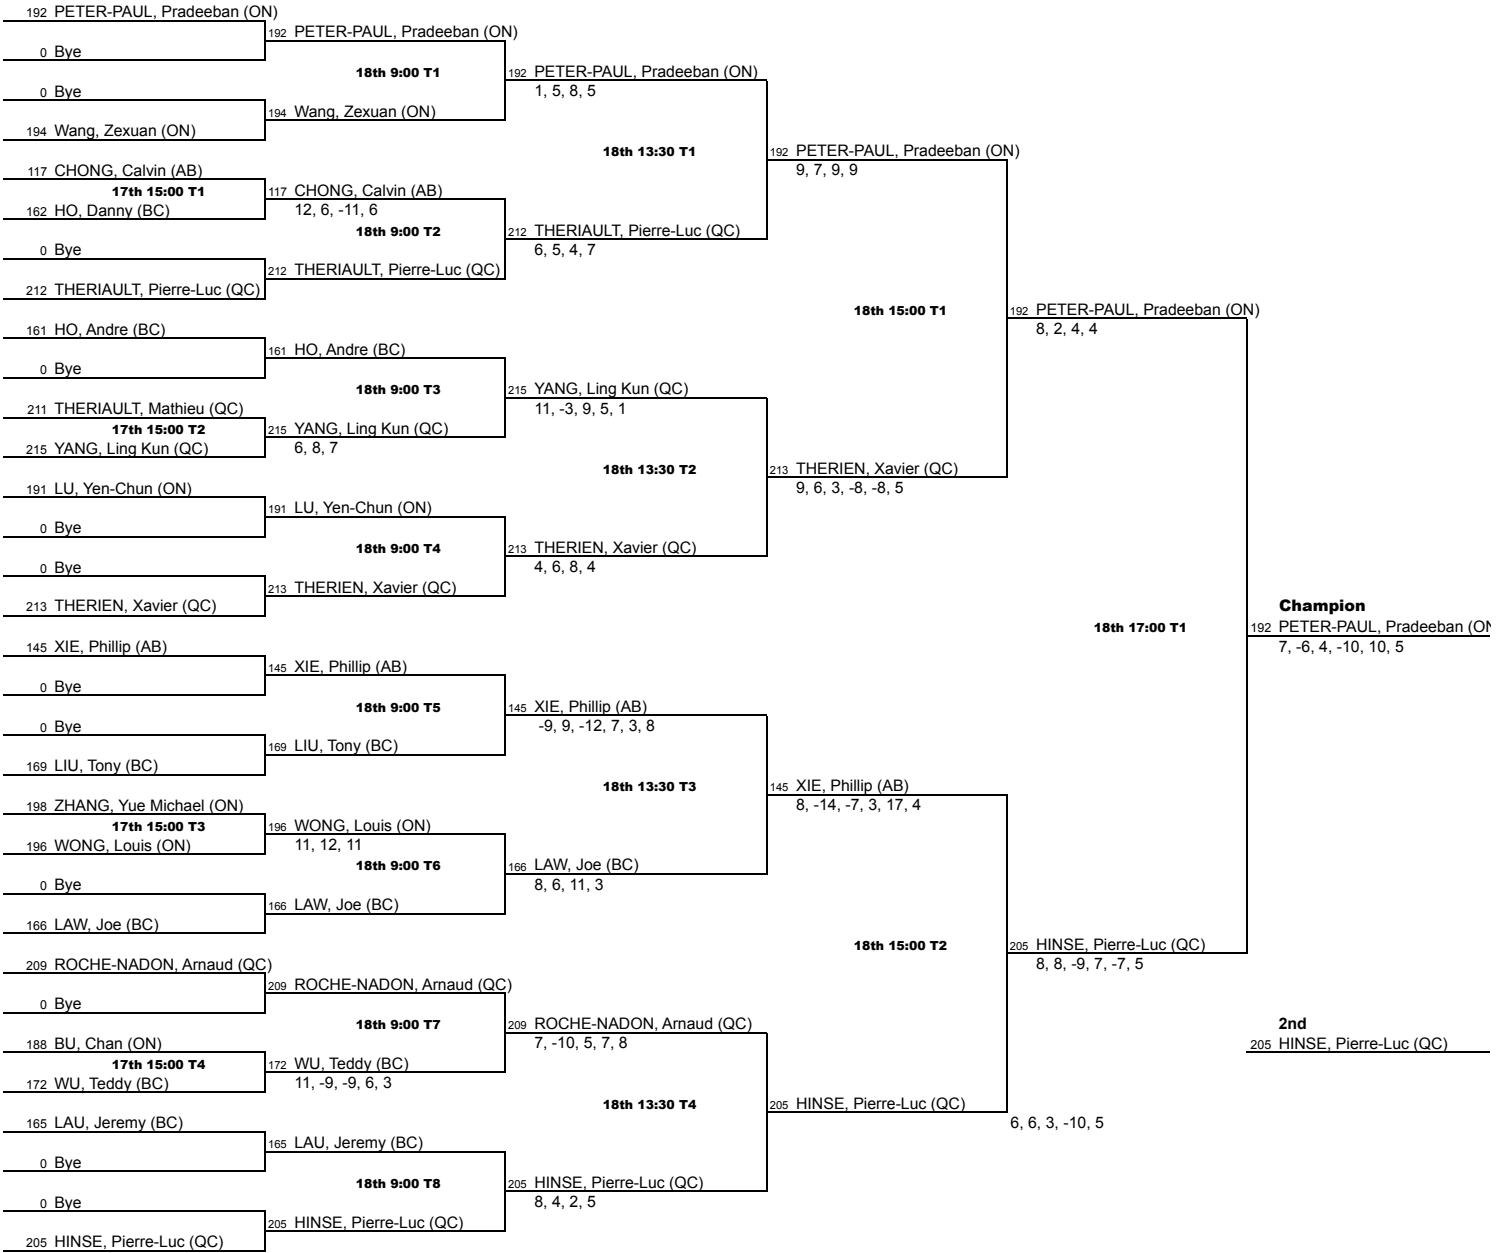 192 PETER-PAUL, Pradeeban (ON)
0 Bye
0 Bye
194 Wang, Zexuan (ON)
117 CHONG, Calvin (AB)
17th 15:00 T1
162 HO, Danny (BC)
0 Bye
212 THERIAULT, Pierre-Luc (QC)
161 HO, Andre (BC)
0 Bye
211 THERIAULT, Mathieu (QC)
17th 15:00 T2
215 YANG, Ling Kun (QC)
191 LU, Yen-Chun (ON)
0 Bye
0 Bye
213 THERIEN, Xavier (QC)
145 XIE, Phillip (AB)
0 Bye
0 Bye
169 LIU, Tony (BC)
198 ZHANG, Yue Michael (ON)
17th 15:00 T3
196 WONG, Louis (ON)
0 Bye
166 LAW, Joe (BC)
209 ROCHE-NADON, Arnaud (QC)
0 Bye
188 BU, Chan (ON)
17th 15:00 T4
172 WU, Teddy (BC)
165 LAU, Jeremy (BC)
0 Bye
0 Bye
205 HINSE, Pierre-Luc (QC)
192 PETER-PAUL, Pradeeban (ON)
18th 9:00 T1
194 Wang, Zexuan (ON)
117 CHONG, Calvin (AB)
12, 6, -11, 6
18th 9:00 T2
212 THERIAULT, Pierre-Luc (QC)
161 HO, Andre (BC)
18th 9:00 T3
215 YANG, Ling Kun (QC)
6, 8, 7
191 LU, Yen-Chun (ON)
18th 9:00 T4
213 THERIEN, Xavier (QC)
145 XIE, Phillip (AB)
18th 9:00 T5
169 LIU, Tony (BC)
196 WONG, Louis (ON)
11, 12, 11
18th 9:00 T6
166 LAW, Joe (BC)
209 ROCHE-NADON, Arnaud (QC)
18th 9:00 T7
172 WU, Teddy (BC)
11, -9, -9, 6, 3
165 LAU, Jeremy (BC)
18th 9:00 T8
205 HINSE, Pierre-Luc (QC)
192 PETER-PAUL, Pradeeban (ON)
1, 5, 8, 5
18th 13:30 T1
212 THERIAULT, Pierre-Luc (QC)
6, 5, 4, 7
215 YANG, Ling Kun (QC)
11, -3, 9, 5, 1
18th 13:30 T2
213 THERIEN, Xavier (QC)
4, 6, 8, 4
145 XIE, Phillip (AB)
-9, 9, -12, 7, 3, 8
18th 13:30 T3
166 LAW, Joe (BC)
8, 6, 11, 3
209 ROCHE-NADON, Arnaud (QC)
7, -10, 5, 7, 8
18th 13:30 T4
205 HINSE, Pierre-Luc (QC)
8, 4, 2, 5
192 PETER-PAUL, Pradeeban (ON)
9, 7, 9, 9
18th 15:00 T1
213 THERIEN, Xavier (QC)
9, 6, 3, -8, -8, 5
145 XIE, Phillip (AB)
8, -14, -7, 3, 17, 4
18th 15:00 T2
205 HINSE, Pierre-Luc (QC)
6, 6, 3, -10, 5
192 PETER-PAUL, Pradeeban (ON)
8, 2, 4, 4
18th 17:00 T1
205 HINSE, Pierre-Luc (QC)
8, 8, -9, 7, -7, 5
Champion
192 PETER-PAUL, Pradeeban (ON
7, -6, 4, -10, 10, 5
2nd
205 HINSE, Pierre-Luc (QC)